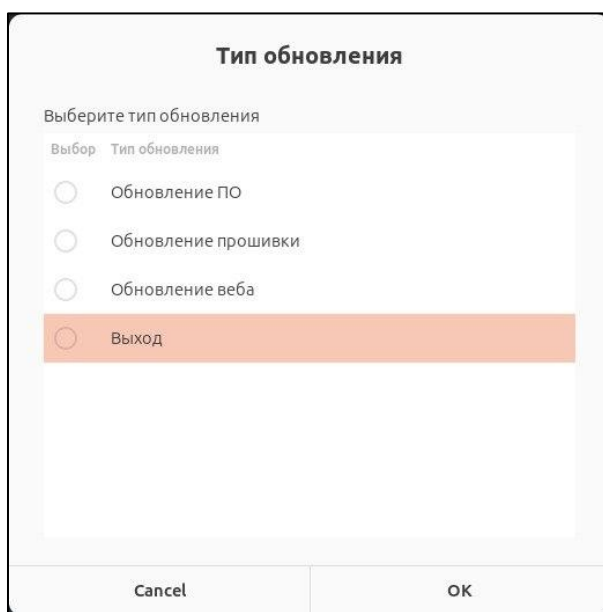 Тип обновления
Выберите тип обновления
Выбор Тип обновления
Обновление ПО
Обновление прошивки
Обновление веба
Выход
Cancel OK